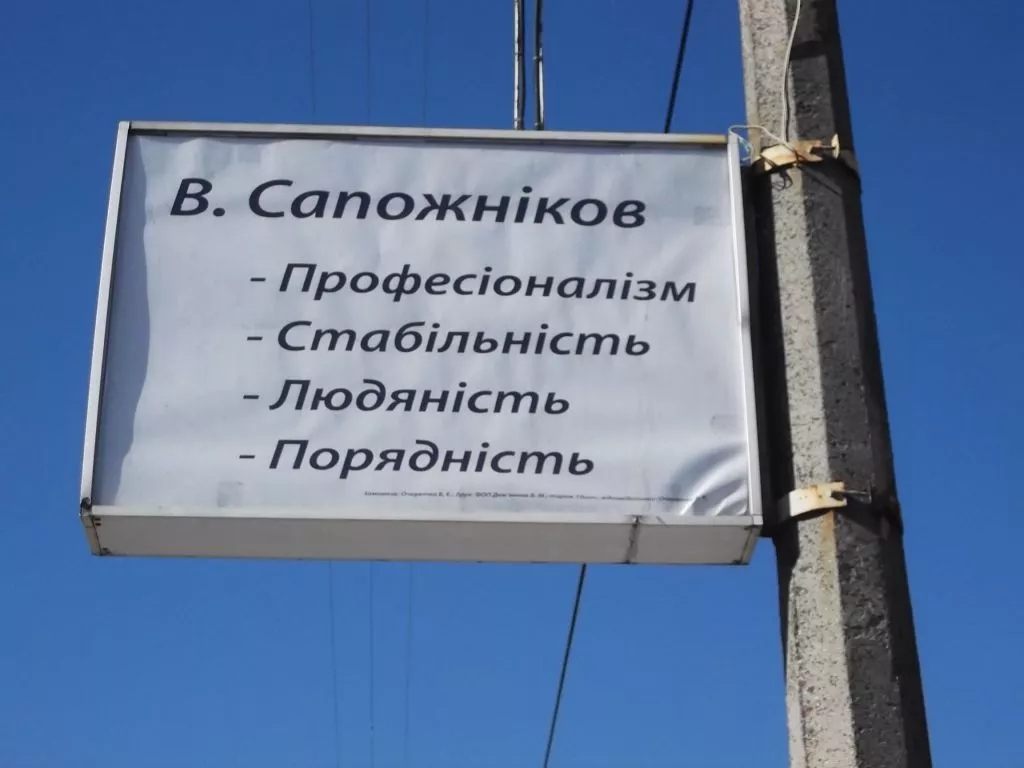 В. Сапожніков
- Професіоналізм
- Стабільність
- Людяність
- Порядність